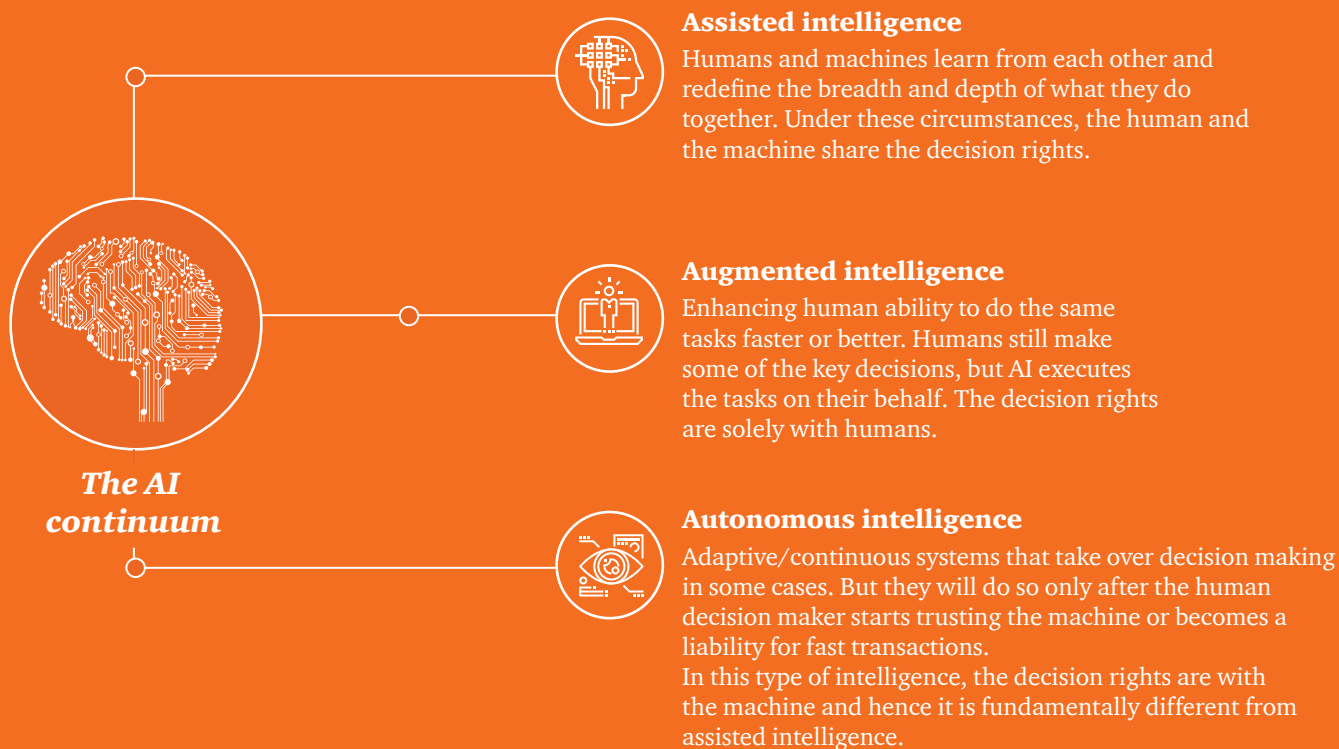 Assisted intelligence
Humans and machines learn from each other and
redefine the breadth and depth of what they do
together. Under these circumstances, the human and
the machine share the decision rights.
Augmented intelligence
Enhancing human ability to do the same
tasks faster or better. Humans still make
some of the key decisions, but AI executes
the tasks on their behalf. The decision rights
are solely with humans.
The AI
continuum
Autonomous intelligence
Adaptive/continuous systems that take over decision making
in some cases. But they will do so only after the human
decision maker starts trusting the machine or becomes a
liability for fast transactions.
In this type of intelligence, the decision rights are with
the machine and hence it is fundamentally different from
assisted intelligence.